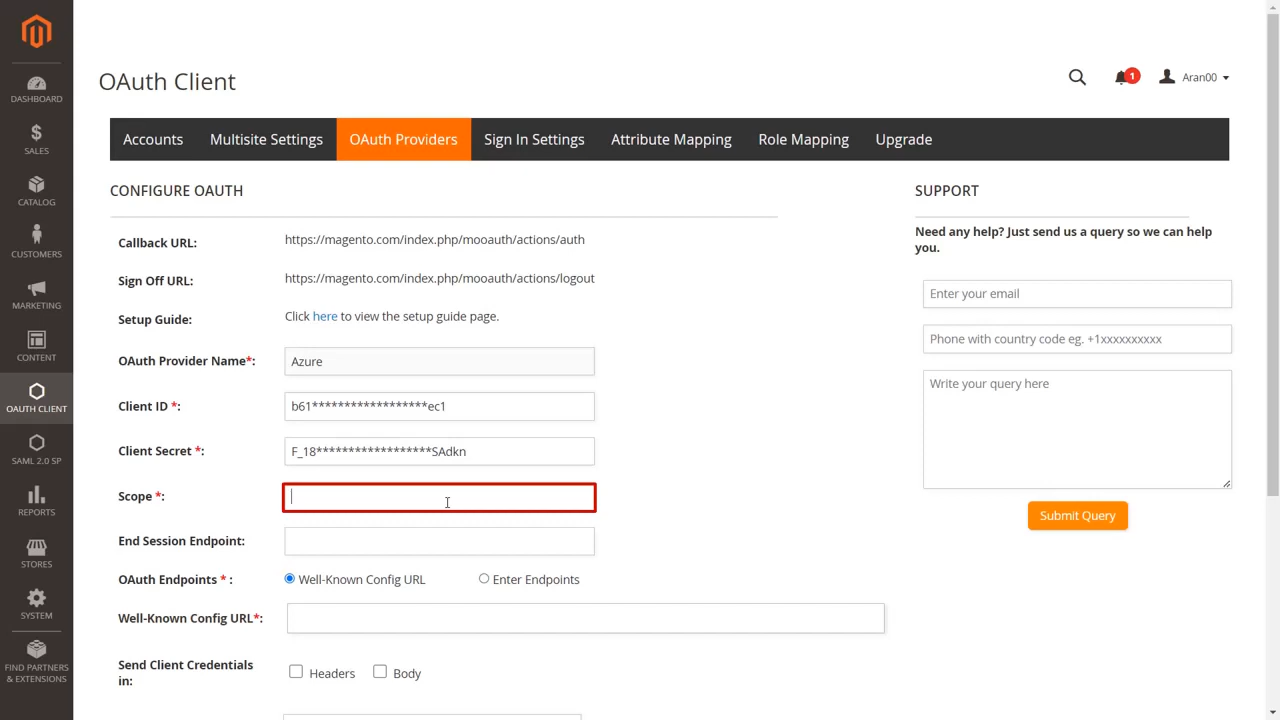 OAuth Client
1
Aran00
DASHBOARD
SALES
CATALOG
CUSTOMERS
MARKETING
CONTENT
OAUTH CLIENT
SAML 2.0 SP
REPORTS
STORES
SYSTEM
FIND PARTNERS
& EXTENSIONS
Accounts Multisite Settings OAuth Providers Sign In Settings Attribute Mapping Role Mapping Upgrade
CONFIGURE OAUTH
Callback URL: https://magento.com/index.php/mooauth/actions/auth
Sign Off URL: https://magento.com/index.php/mooauth/actions/logout
Setup Guide: Click here to view the setup guide page.
OAuth Provider Name*: Azure
Client ID *: b61******************ec1
Client Secret *: F_18******************SAdkn
Scope *:
End Session Endpoint:
OAuth Endpoints * : Well-Known Config URL Enter Endpoints
Well-Known Config URL*:
Send Client Credentials
in: Headers Body
SUPPORT
Need any help? Just send us a query so we can help
you.
Enter your email
Phone with country code eg. +1xxxxxxxxxx
Write your query here
Submit Query